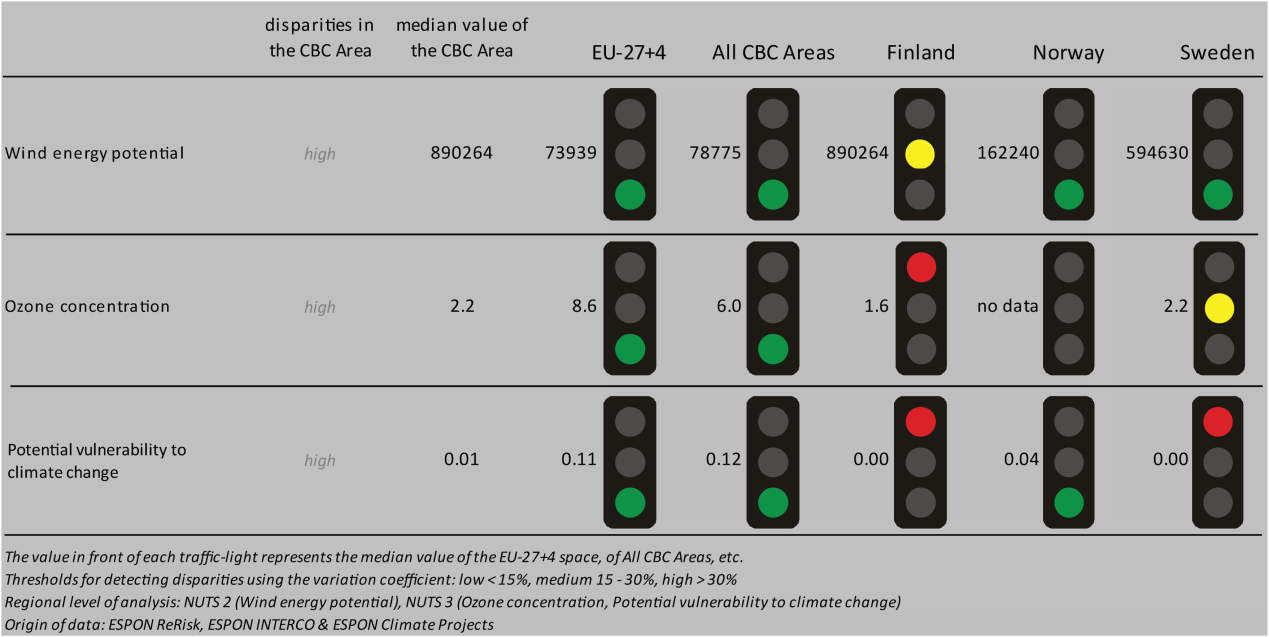 disparities in the CBC Area median value of the CBC Area EU-27+4 All CBC Areas Finland Norway Sweden
Wind energy potential high 890264 73939 78775 890264 162240 594630
Ozone concentration high 2.2 8.6 6.0 1.6 no data 2.2
Potential vulnerability to climate change high 0.01 0.11 0.12 0.00 0.04 0.00
The value in front of each traffic-light represents the median value of the EU-27+4 space, of All CBC Areas, etc.
Thresholds for detecting disparities using the variation coefficient: low < 15%, medium 15 - 30%, high > 30%
Regional level of analysis: NUTS 2 (Wind energy potential), NUTS 3 (Ozone concentration, Potential vulnerability to climate change)
Origin of data: ESPON ReRisk, ESPON INTERCO & ESPON Climate Projects